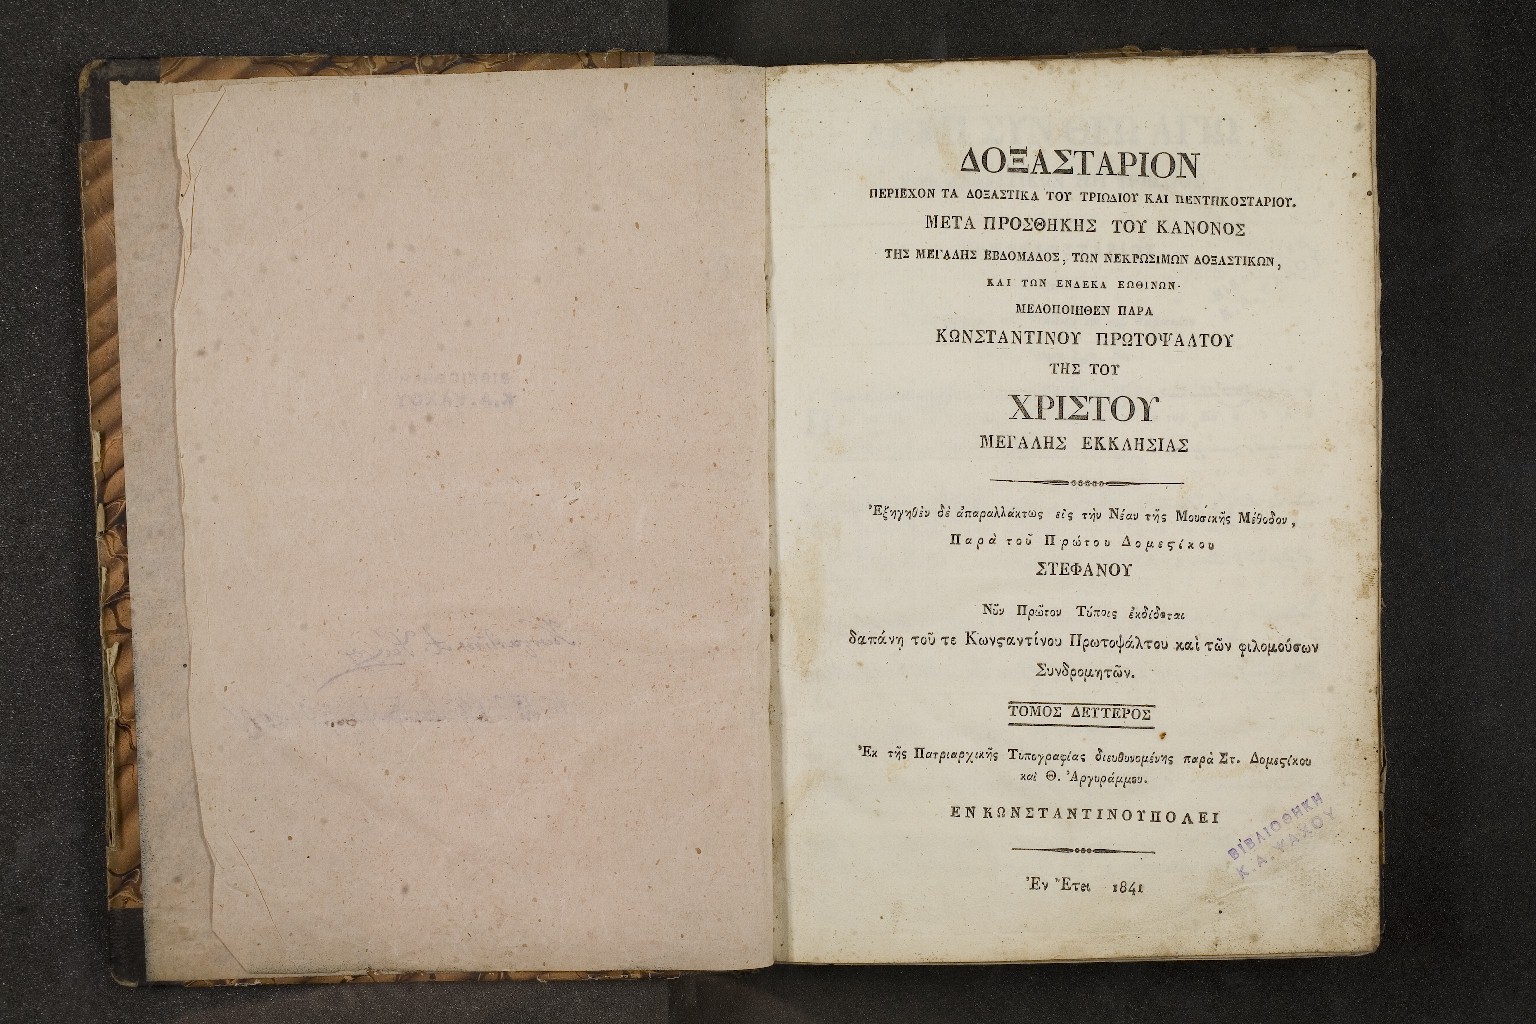 ΔΟΞΑΣΤΑΡΙΟΝ
ΠΕΡΙΕΧΟΝ ΤΑ ΔΟΞΑΣΤΙΚΑ ΤΟΥ ΤΡΙΩΔΙΟΥ ΚΑΙ ΠΕΝΤΗΚΟΣΤΑΡΙΟΥ.
ΜΕΤΑ ΠΡΟΣΘΗΚΗΣ ΤΟΥ ΚΑΝΟΝΟΣ
ΤΗΣ ΜΕΓΑΛΗΣ ΕΒΔΟΜΑΔΟΣ, ΤΩΝ ΝΕΚΡΩΣΙΜΩΝ ΔΟΞΑΣΤΙΚΩΝ,
ΚΑΙ ΤΩΝ ΕΝΔΕΚΑ ΕΩΘΙΝΩΝ·
ΜΕΛΟΠΟΙΗΘΕΝ ΠΑΡΑ
ΚΩΝΣΤΑΝΤΙΝΟΥ ΠΡΩΤΟΨΑΛΤΟΥ
ΤΗΣ ΤΟΥ
ΧΡΙΣΤΟΥ
ΜΕΓΑΛΗΣ ΕΚΚΛΗΣΙΑΣ
Ἐξηγηθὲν δὲ ἀπαραλλάκτως εἰς τὴν Νέαν τῆς Μουσικῆς Μέθοδον,
Παρὰ τοῦ Πρώτου Δομεϛίκου
ΣΤΕΦΑΝΟΥ
Νῦν Πρῶτον Τύποις ἐκδίδεται
δαπάνῃ τοῦ τε Κωνϛαντίνου Πρωτοψάλτου καὶ τῶν φιλομούσων
Συνδρομητῶν.
ΤΟΜΟΣ ΔΕΥΤΕΡΟΣ
Ἐκ τῆς Πατριαρχικῆς Τυπογραφίας διευθυνομένης παρὰ Στ. Δομεϛίκου
καὶ Θ. Ἀργυράμμου.
ΕΝ ΚΩΝΣΤΑΝΤΙΝΟΥΠΟΛΕΙ
Ἐν Ἔτει 1841
ΒΙΒΛΙΟΘΗΚΗ
Κ. Α. ΨΑΧΟΥ